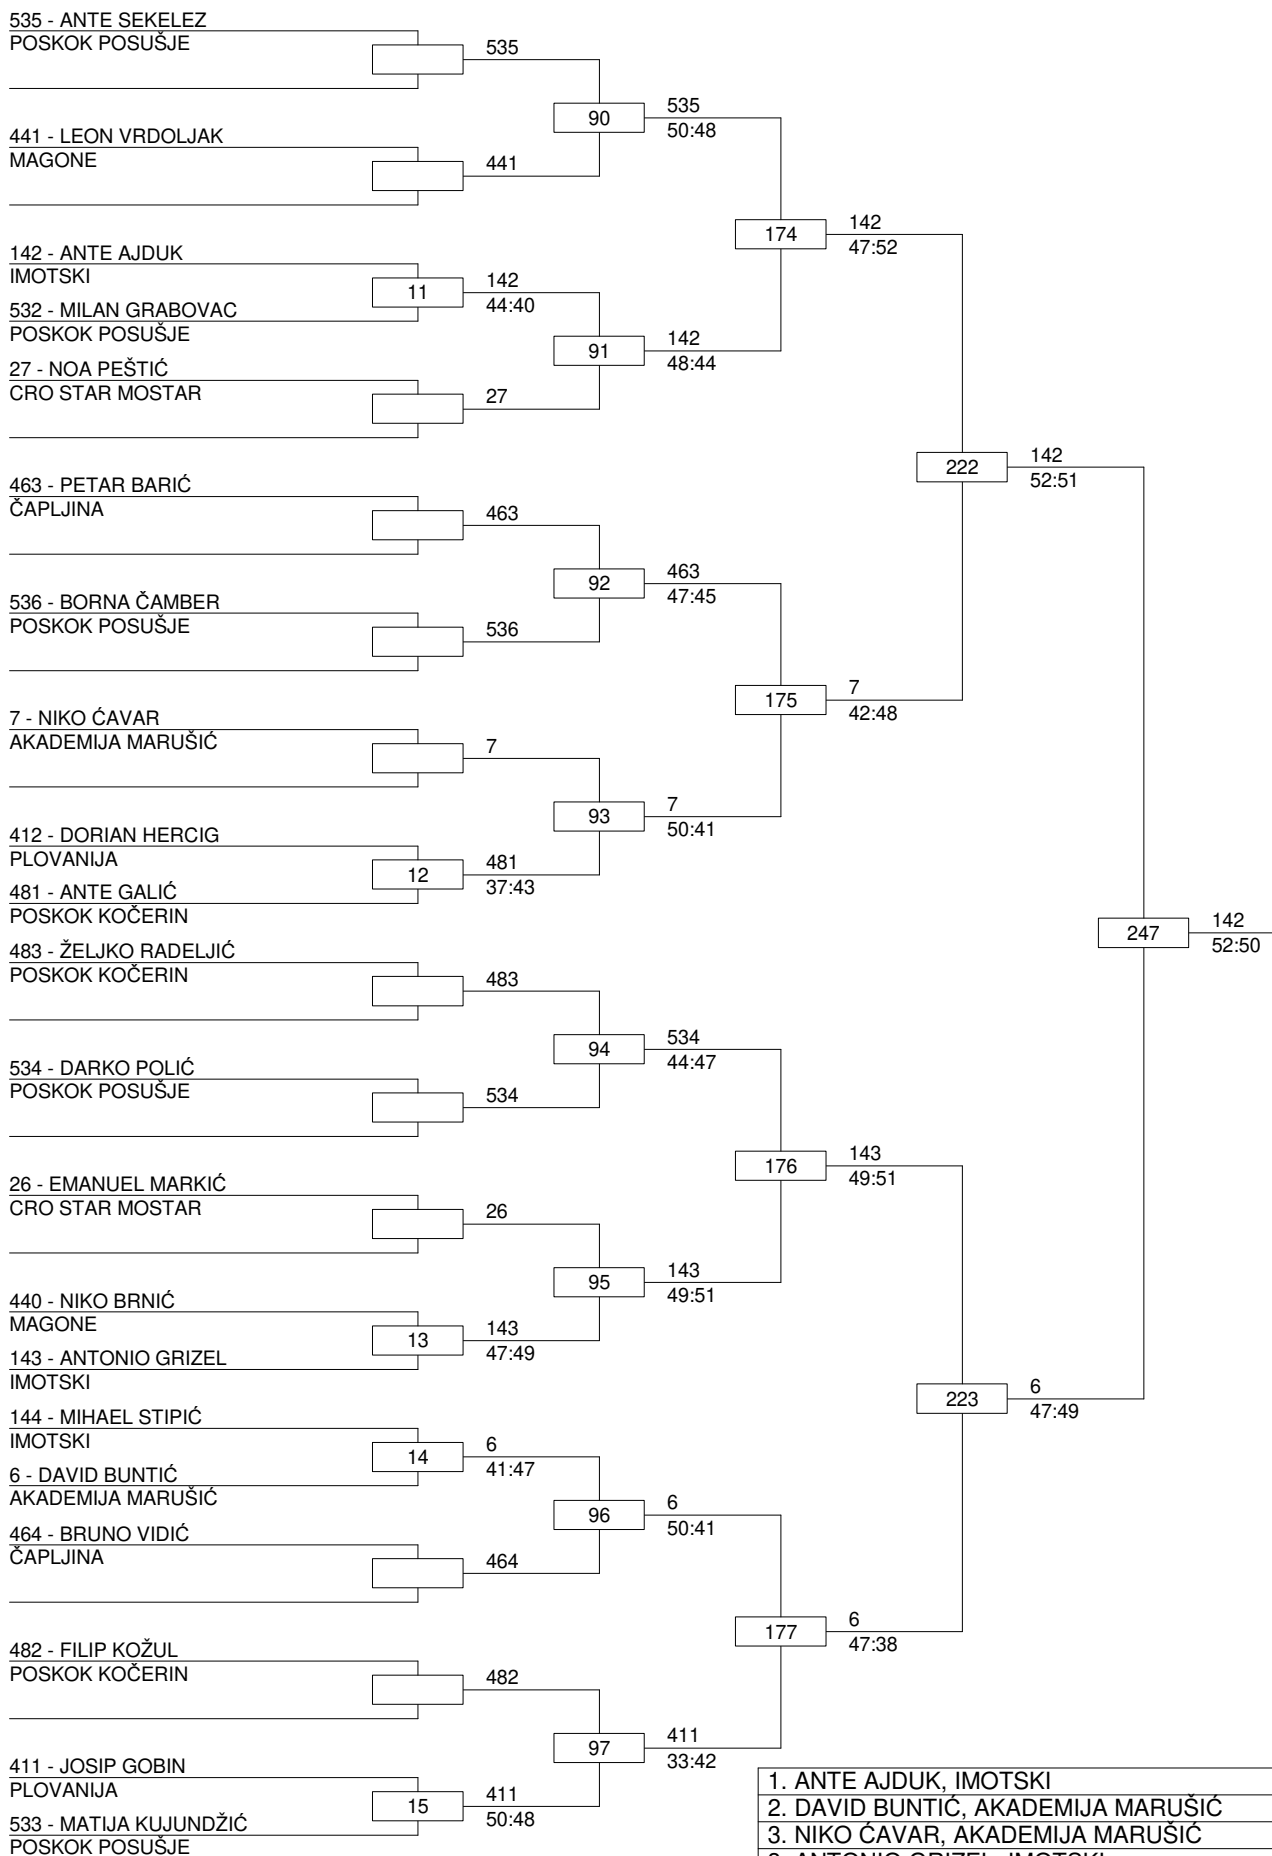 535 - ANTE SEKELEZ
POSKOK POSUŠJE
535
90
535
50:48
441 - LEON VRDOLJAK
MAGONE
441
174
142
47:52
142 - ANTE AJDUK
IMOTSKI
11
142
44:40
532 - MILAN GRABOVAC
POSKOK POSUŠJE
91
142
48:44
27 - NOA PEŠTIĆ
CRO STAR MOSTAR
27
222
142
52:51
463 - PETAR BARIĆ
ČAPLJINA
463
92
463
47:45
536 - BORNA ČAMBER
POSKOK POSUŠJE
536
175
7
42:48
7 - NIKO ĆAVAR
AKADEMIJA MARUŠIĆ
7
93
7
50:41
412 - DORIAN HERCIG
PLOVANIJA
12
481
37:43
481 - ANTE GALIĆ
POSKOK KOČERIN
247
142
52:50
483 - ŽELJKO RADELJIĆ
POSKOK KOČERIN
483
94
534
44:47
534 - DARKO POLIĆ
POSKOK POSUŠJE
534
176
143
49:51
26 - EMANUEL MARKIĆ
CRO STAR MOSTAR
26
95
143
49:51
440 - NIKO BRNIĆ
MAGONE
13
143
47:49
143 - ANTONIO GRIZEL
IMOTSKI
223
6
47:49
144 - MIHAEL STIPIĆ
IMOTSKI
14
6
41:47
6 - DAVID BUNTIĆ
AKADEMIJA MARUŠIĆ
96
6
50:41
464 - BRUNO VIDIĆ
ČAPLJINA
464
177
6
47:38
482 - FILIP KOŽUL
POSKOK KOČERIN
482
97
411
33:42
411 - JOSIP GOBIN
PLOVANIJA
15
411
50:48
533 - MATIJA KUJUNDŽIĆ
POSKOK POSUŠJE
1. ANTE AJDUK, IMOTSKI
2. DAVID BUNTIĆ, AKADEMIJA MARUŠIĆ
3. NIKO ĆAVAR, AKADEMIJA MARUŠIĆ
3. ANTONIO GRIZEL, IMOTSKI